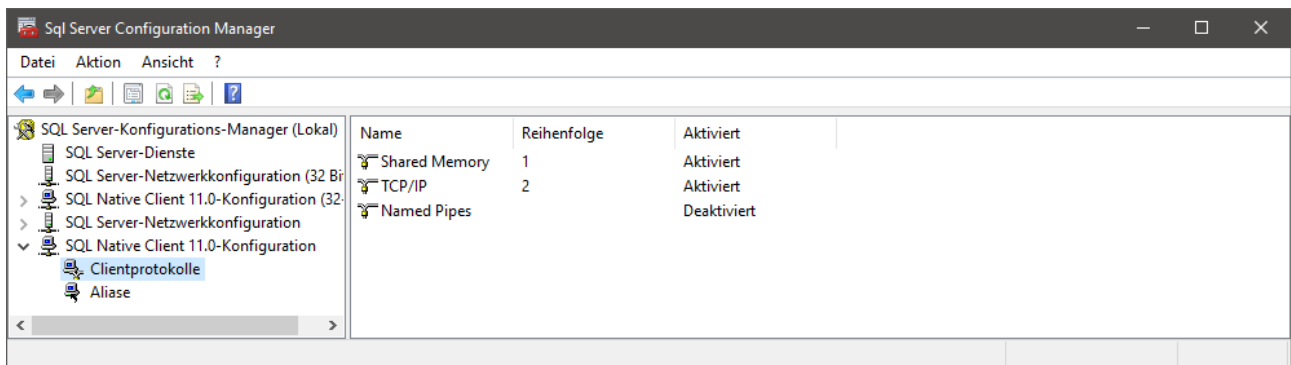 Sql Server Configuration Manager
Datei Aktion Ansicht ?
SQL Server-Konfigurations-Manager (Lokal)
SQL Server-Dienste
SQL Server-Netzwerkkonfiguration (32 Bi
SQL Native Client 11.0-Konfiguration (32-
SQL Server-Netzwerkkonfiguration
SQL Native Client 11.0-Konfiguration
Clientprotokolle
Aliase
Name Reihenfolge Aktiviert
Shared Memory 1 Aktiviert
TCP/IP 2 Aktiviert
Named Pipes Deaktiviert